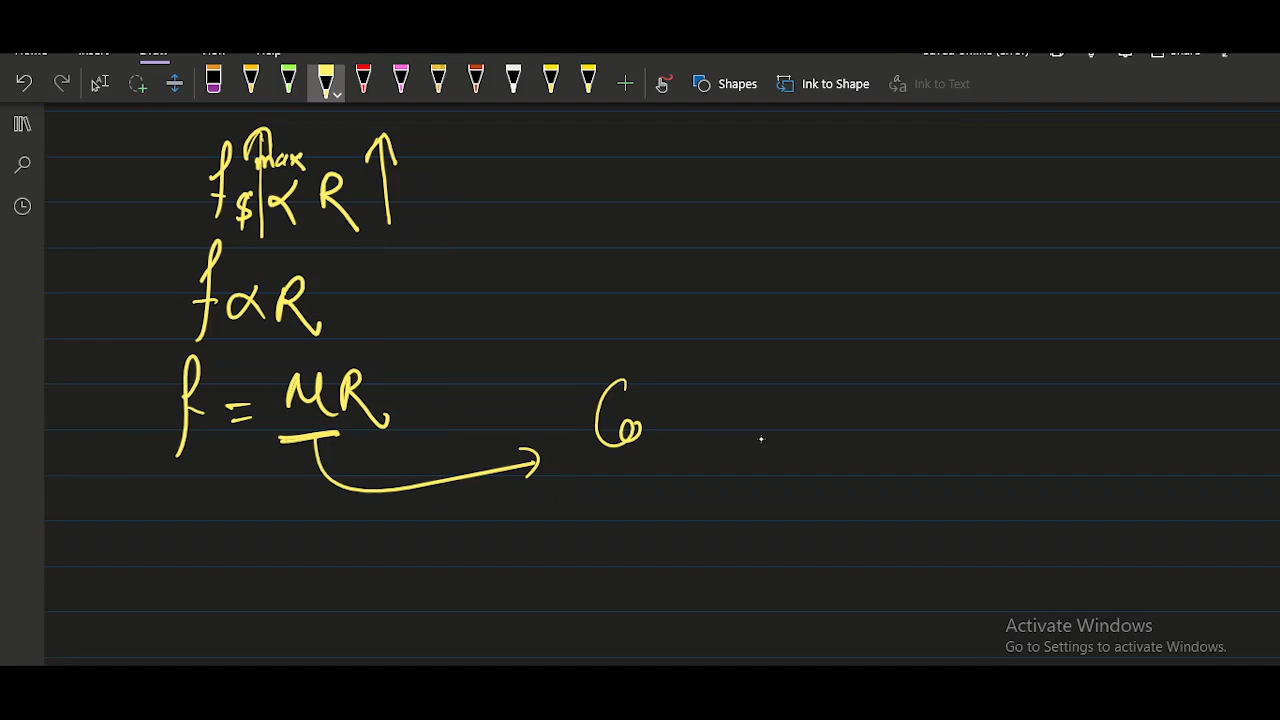 f$ max ∝ R ↑
f ∝ R
f = μR
Co
Ink to Shape
Shapes
Ink to Text
Activate Windows
Go to Settings to activate Windows.